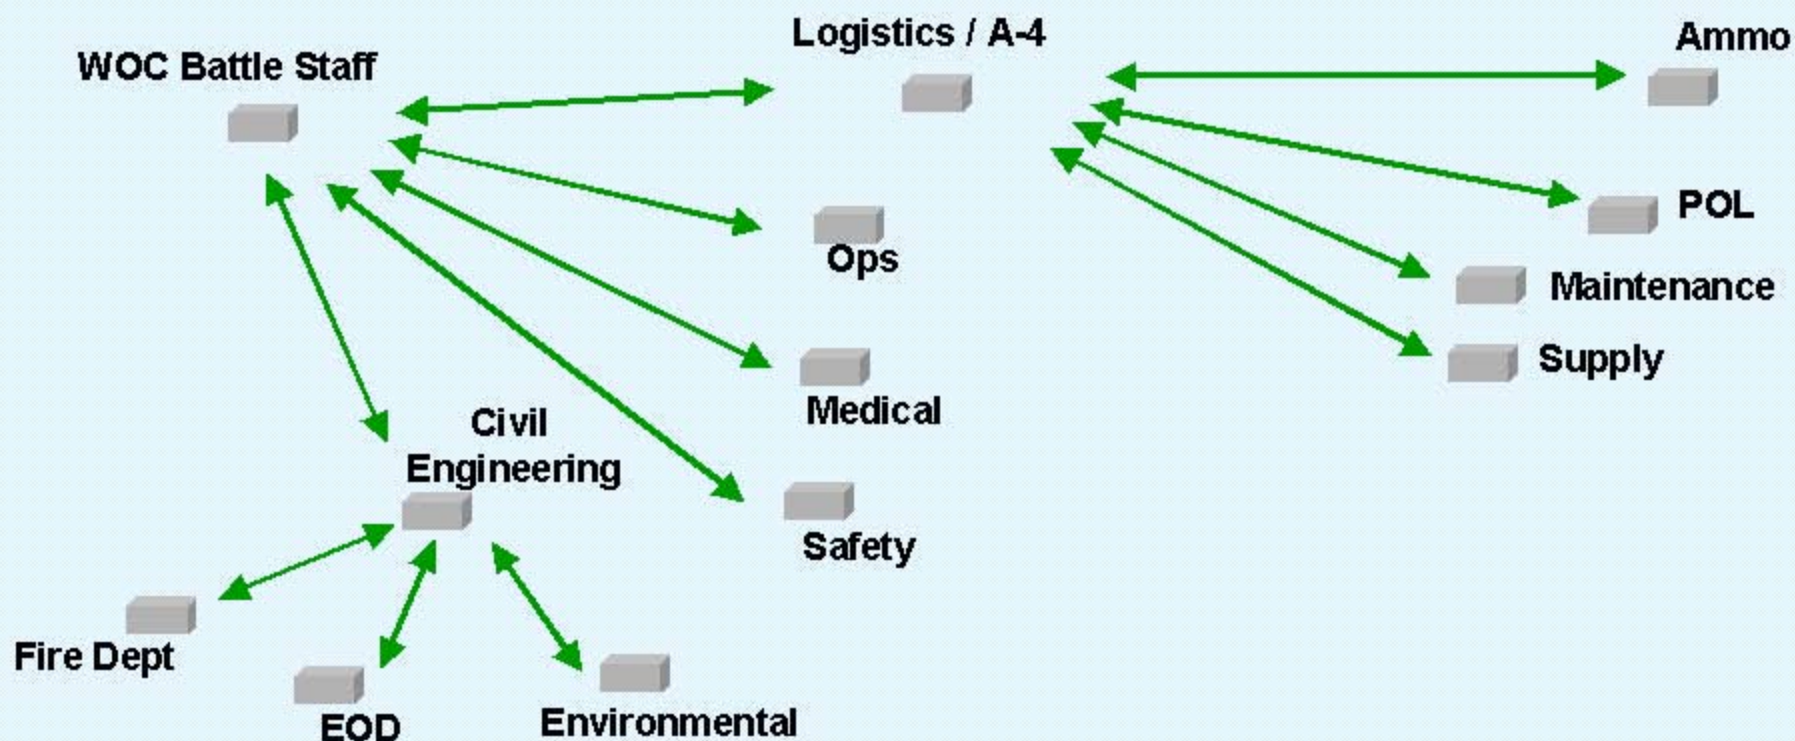 WOC Battle Staff
Logistics / A-4
Ammo
POL
Ops
Maintenance
Supply
Medical
Civil
Engineering
Safety
Fire Dept
EOD
Environmental